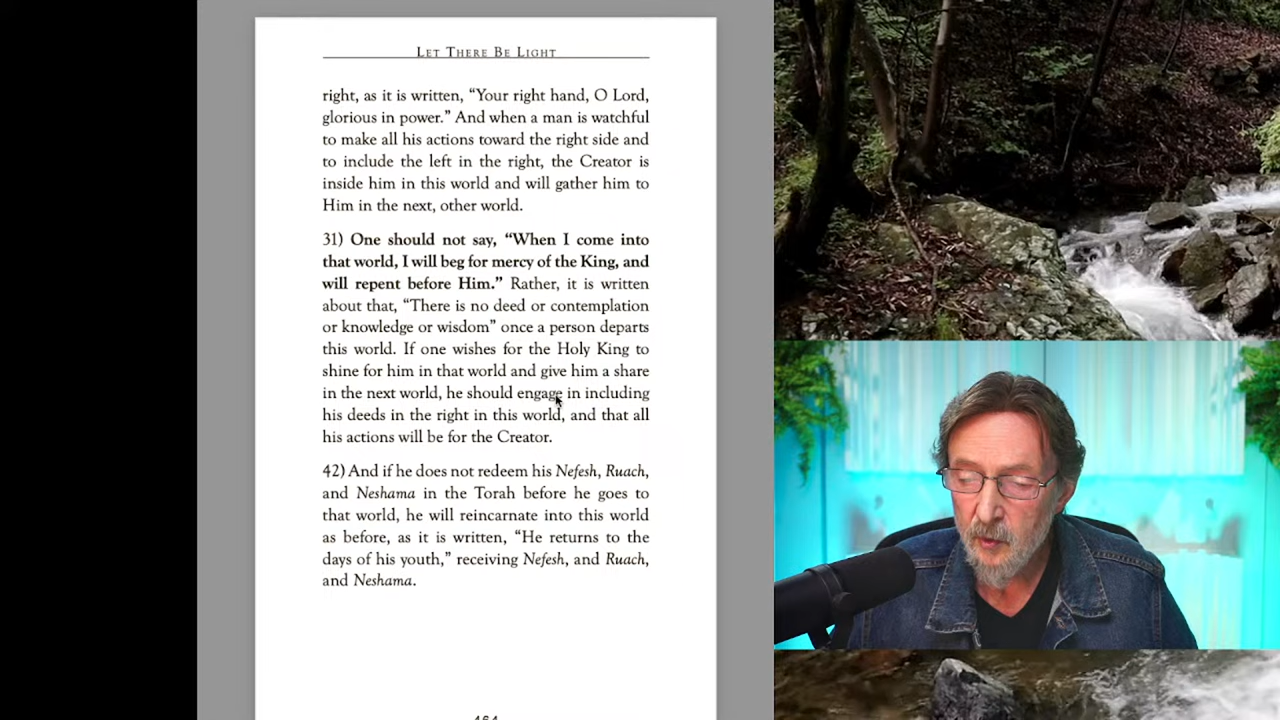 LET THERE BE LIGHT
right, as it is written, “Your right hand, O Lord,
glorious in power.” And when a man is watchful
to make all his actions toward the right side and
to include the left in the right, the Creator is
inside him in this world and will gather him to
Him in the next, other world.
31) One should not say, “When I come into
that world, I will beg for mercy of the King, and
will repent before Him.” Rather, it is written
about that, “There is no deed or contemplation
or knowledge or wisdom” once a person departs
this world. If one wishes for the Holy King to
shine for him in that world and give him a share
in the next world, he should engage in including
his deeds in the right in this world, and that all
his actions will be for the Creator.
42) And if he does not redeem his Nefesh, Ruach,
and Neshama in the Torah before he goes to
that world, he will reincarnate into this world
as before, as it is written, “He returns to the
days of his youth,” receiving Nefesh, and Ruach,
and Neshama.